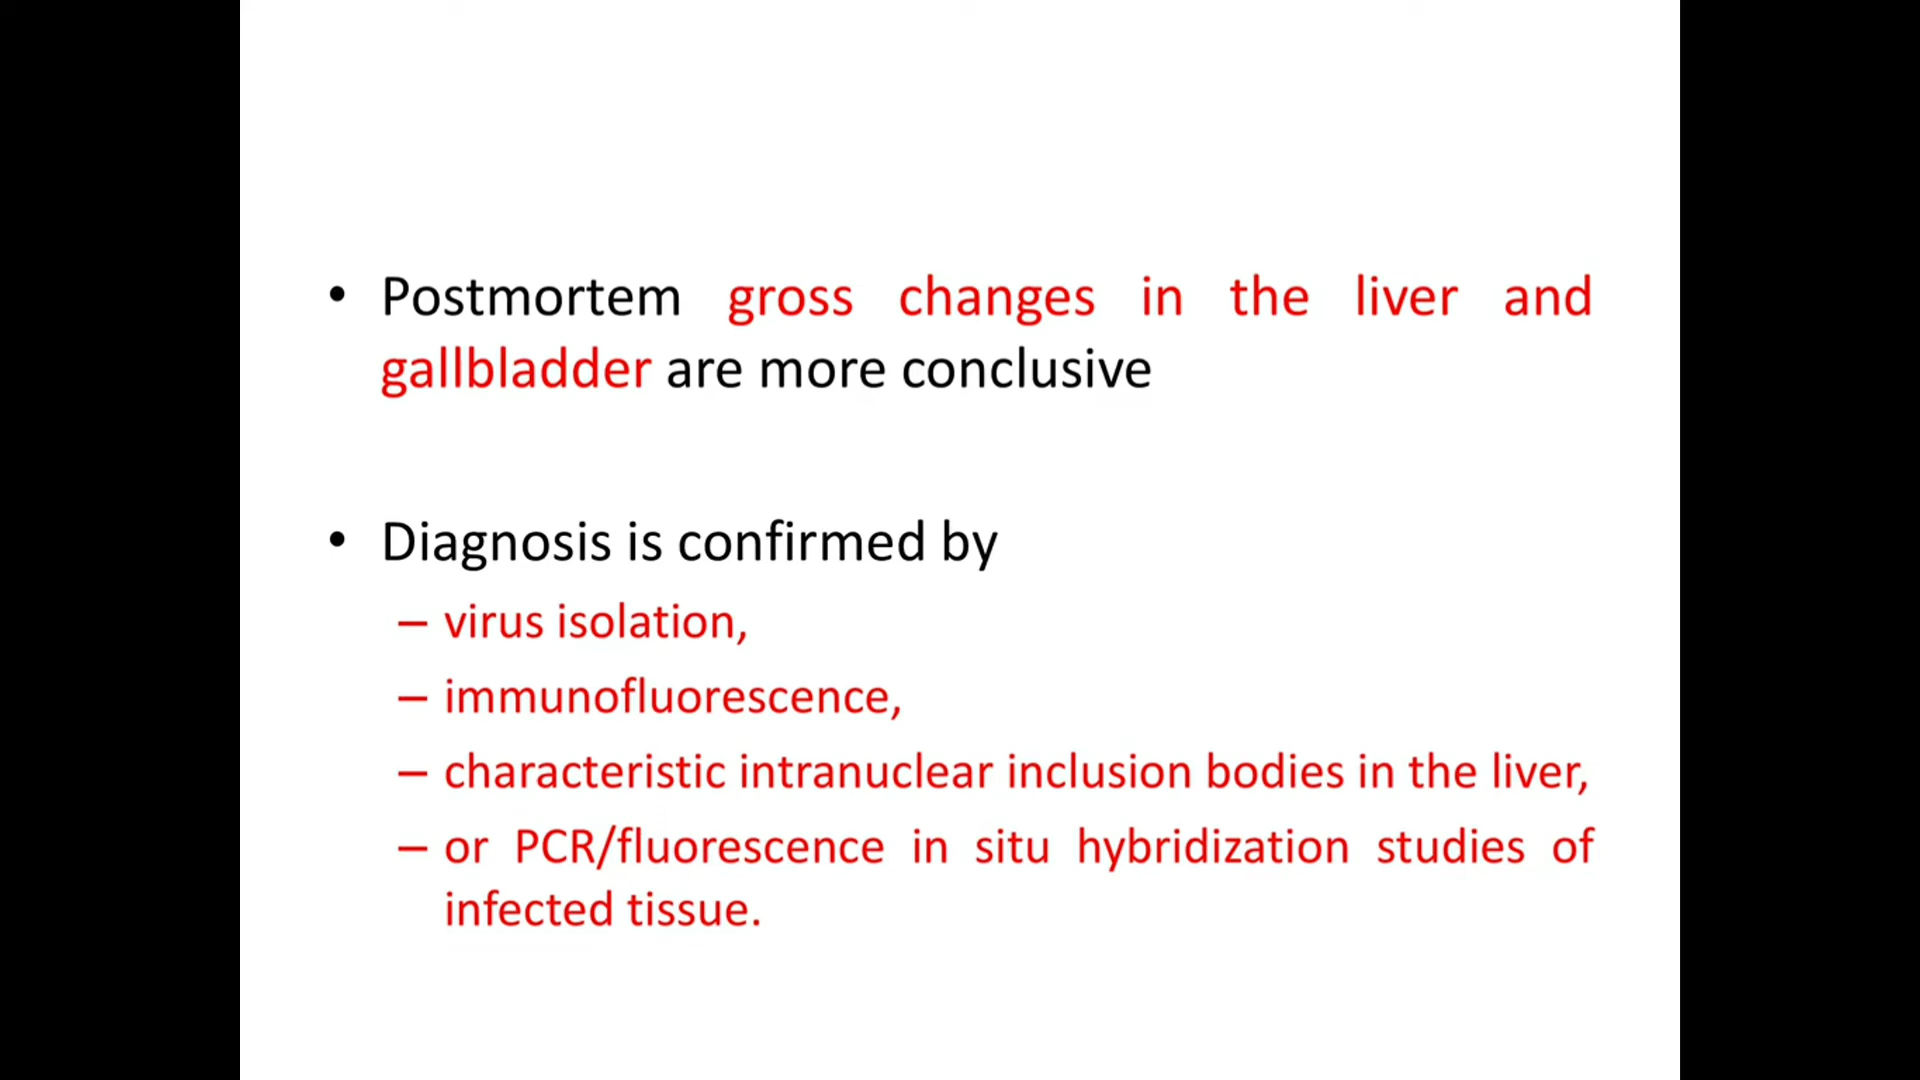 • Postmortem gross changes in the liver and
gallbladder are more conclusive
• Diagnosis is confirmed by
– virus isolation,
– immunofluorescence,
– characteristic intranuclear inclusion bodies in the liver,
– or PCR/fluorescence in situ hybridization studies of
infected tissue.